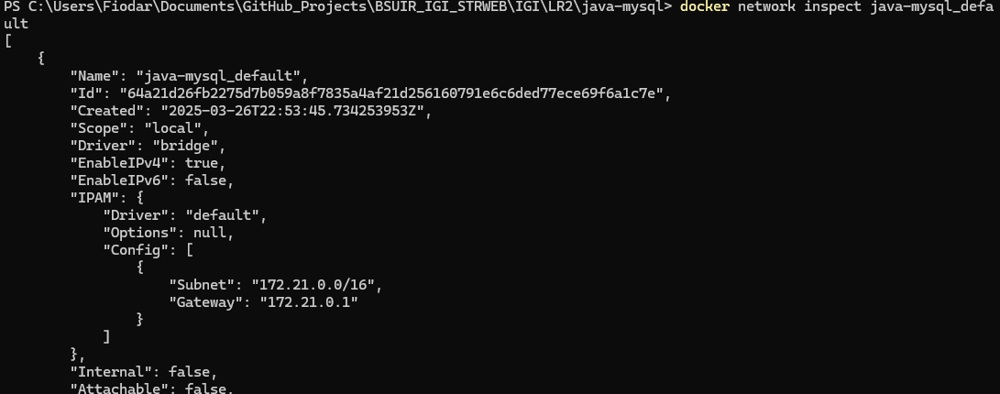 PS C:\Users\Fiodar\Documents\GitHub_Projects\BSUIR_IGI_STRWEB\IGI\LR2\java-mysql> docker network inspect java-mysql_defa
ult
[
    {
        "Name": "java-mysql_default",
        "Id": "64a21d26fb2275d7b059a8f7835a4af21d256160791e6c6ded77ece69f6a1c7e",
        "Created": "2025-03-26T22:53:45.734253953Z",
        "Scope": "local",
        "Driver": "bridge",
        "EnableIPv4": true,
        "EnableIPv6": false,
        "IPAM": {
            "Driver": "default",
            "Options": null,
            "Config": [
                {
                    "Subnet": "172.21.0.0/16",
                    "Gateway": "172.21.0.1"
                }
            ]
        },
        "Internal": false,
        "Attachable": false,